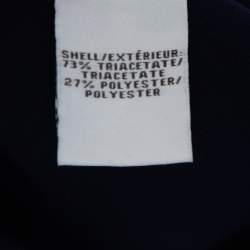 SHELL/EXTÉRIEUR:
73% TRIACETATE/
TRIACETATE
27% POLYESTER/
POLYESTER